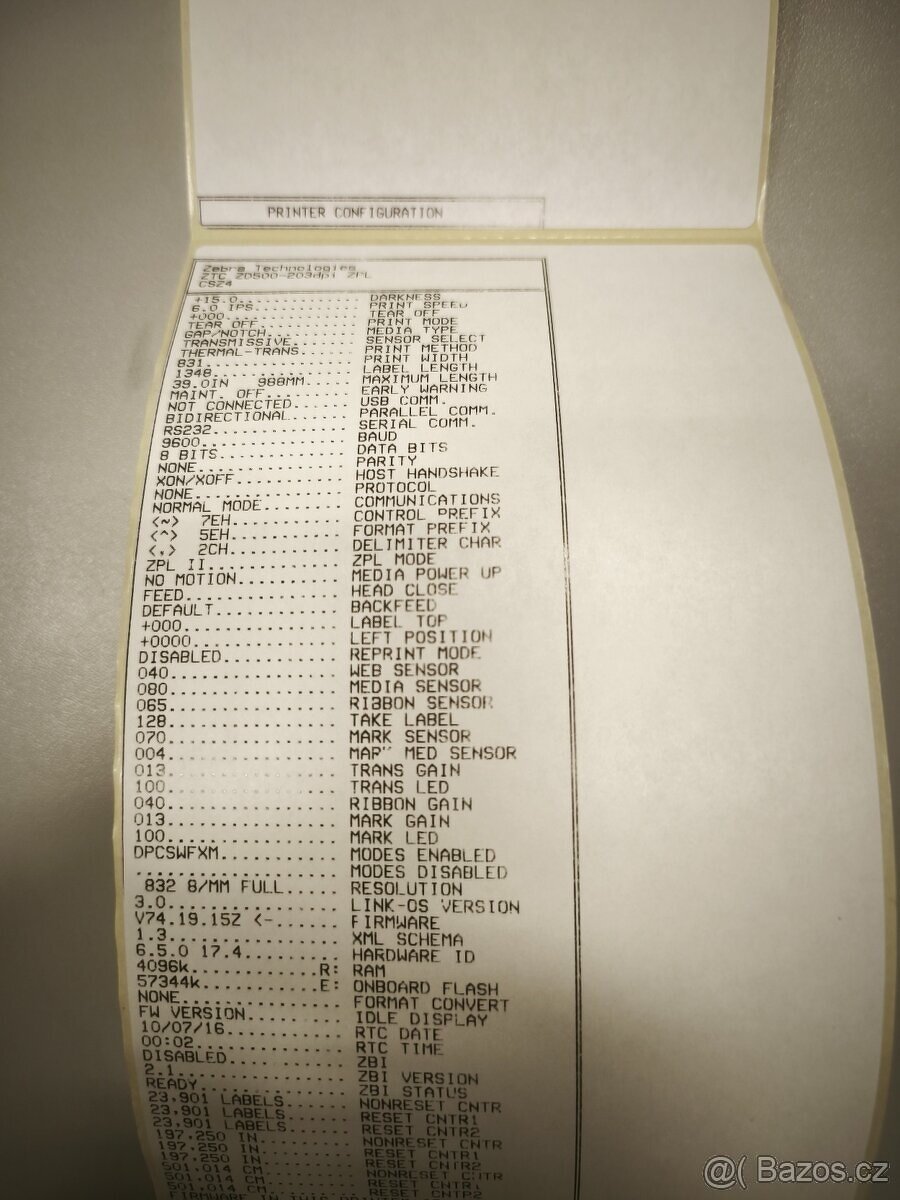 PRINTER CONFIGURATION
Zebra Technologies
ZTC ZD500-203dpi ZPL
CSZ4
+15.0............... DARKNESS
6.0 IPS............. PRINT SPEED
+000................ TEAR OFF
TEAR OFF............ PRINT MODE
GAP/NOTCH........... MEDIA TYPE
TRANSMISSIVE........ SENSOR SELECT
THERMAL-TRANS....... PRINT METHOD
831................. PRINT WIDTH
1348................ LABEL LENGTH
39.0IN 988MM..... MAXIMUM LENGTH
MAINT. OFF.......... EARLY WARNING
NOT CONNECTED....... USB COMM.
BIDIRECTIONAL....... PARALLEL COMM.
RS232............... SERIAL COMM.
9600................ BAUD
8 BITS.............. DATA BITS
NONE................ PARITY
XON/XOFF............ HOST HANDSHAKE
NONE................ PROTOCOL
NORMAL MODE......... COMMUNICATIONS
<~> 7EH............ CONTROL PREFIX
<^> 5EH............ FORMAT PREFIX
<,> 2CH............ DELIMITER CHAR
ZPL II.............. ZPL MODE
NO MOTION........... MEDIA POWER UP
FEED................ HEAD CLOSE
DEFAULT............. BACKFEED
+000................ LABEL TOP
+0000............... LEFT POSITION
DISABLED............ REPRINT MODE
040................. WEB SENSOR
080................. MEDIA SENSOR
065................. RIBBON SENSOR
128................. TAKE LABEL
070................. MARK SENSOR
004................. MED SENSOR
013................. TRANS GAIN
100................. TRANS LED
040................. RIBBON GAIN
013................. MARK GAIN
100................. MARK LED
DPCSWFXM............ MODES ENABLED
.................... MODES DISABLED
832 8/MM FULL..... RESOLUTION
3.0................. LINK-OS VERSION
V74.19.15Z <-....... FIRMWARE
1.3................. XML SCHEMA
6.5.0 17.4.......... HARDWARE ID
4096k............R: RAM
57344k...........E: ONBOARD FLASH
NONE................ FORMAT CONVERT
FW VERSION.......... IDLE DISPLAY
10/07/16............ RTC DATE
00:02............... RTC TIME
DISABLED............ ZBI
2.1................. ZBI VERSION
READY............... ZBI STATUS
23,901 LABELS....... NONRESET CNTR
23,901 LABELS....... RESET CNTR1
23,901 LABELS....... RESET CNTR2
197,250 IN.......... NONRESET CNTR
197,250 IN.......... RESET CNTR1
197,250 IN.......... RESET CNTR2
501,014 CM.......... NONRESET CNTR
501,014 CM.......... RESET CNTR1
501,014 CM.......... RESET CNTR2
FIRMWARE IN
@( Bazos.cz